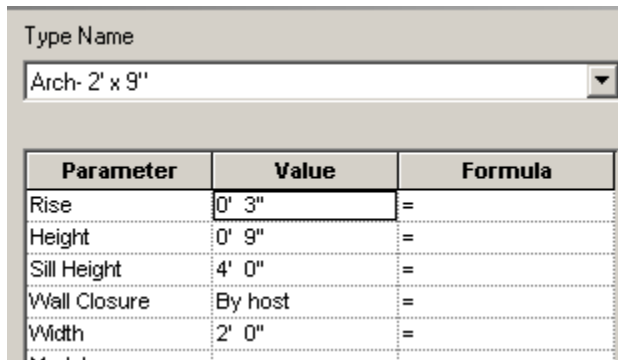 Type Name
Arch- 2' x 9"
Parameter Value Formula
Rise 0' 3" =
Height 0' 9" =
Sill Height 4' 0" =
Wall Closure By host =
Width 2' 0" =